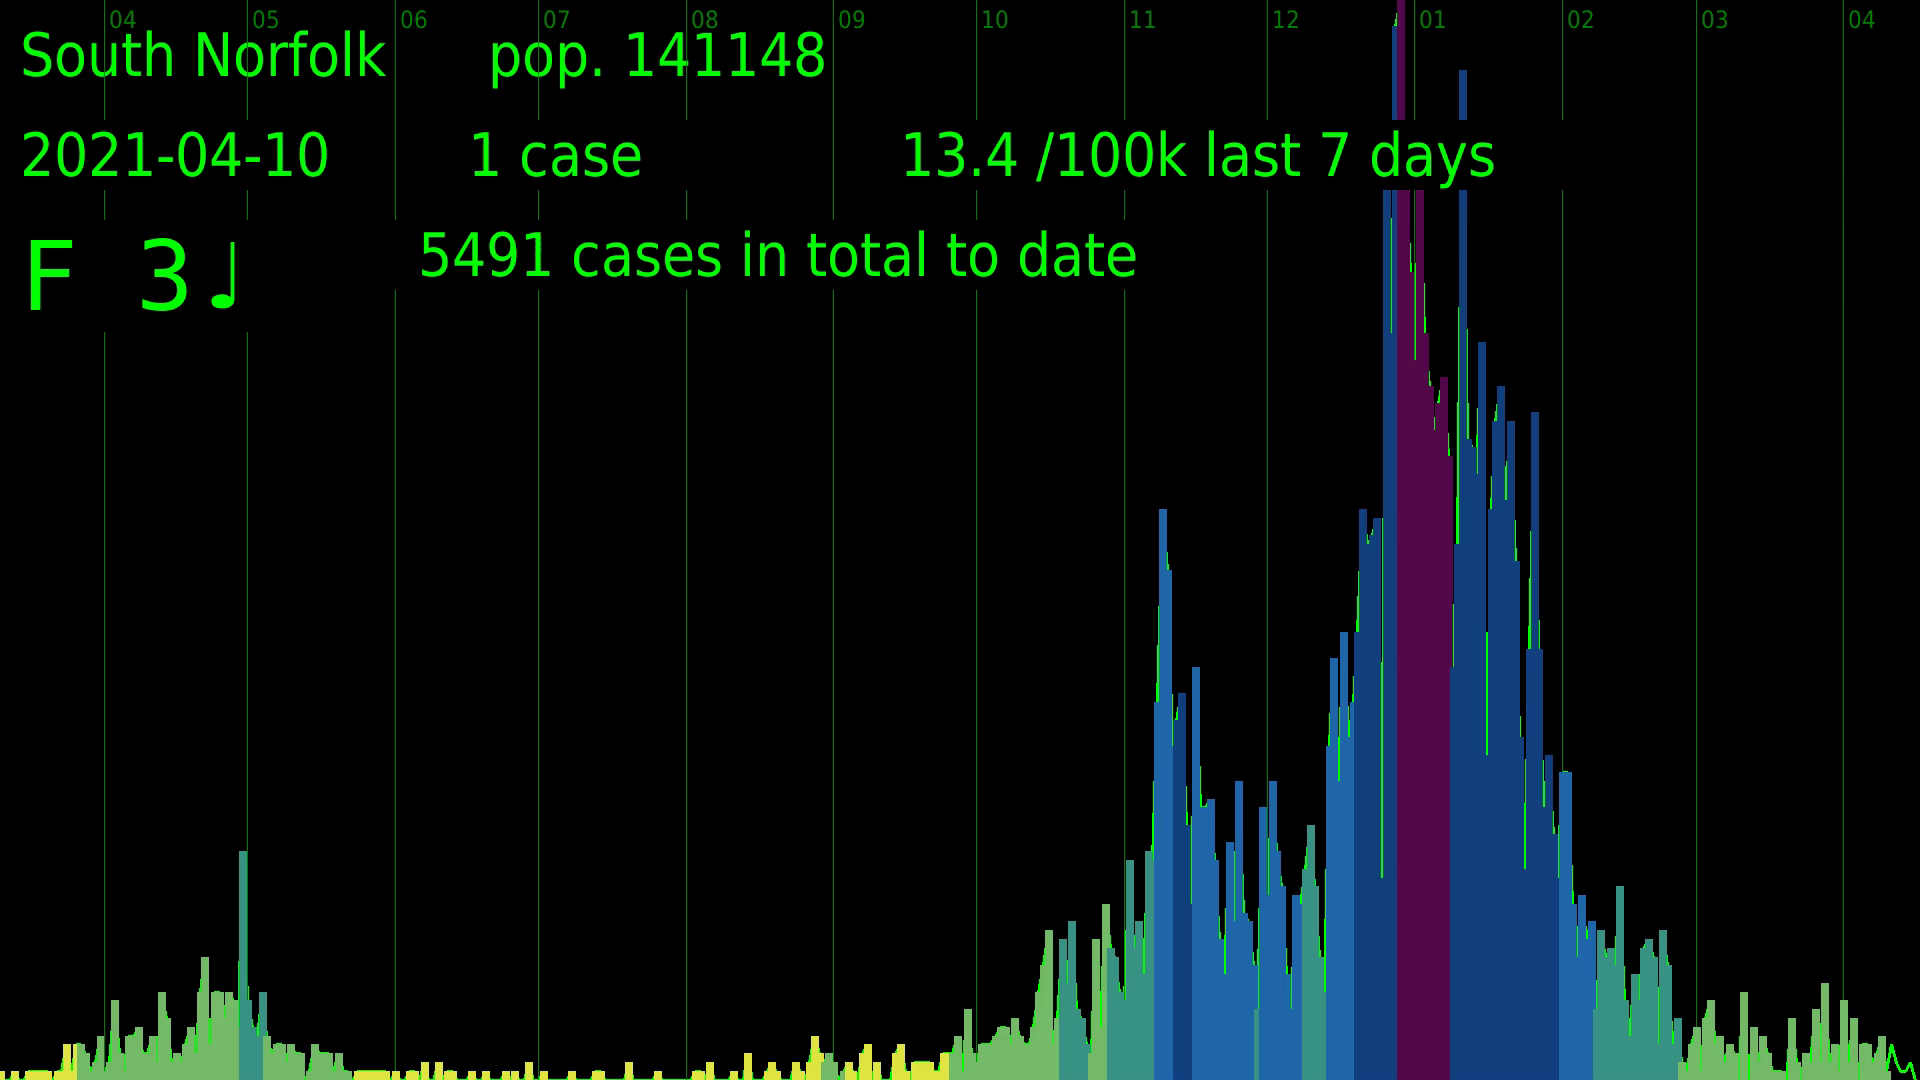 04 05 06 07 08 09 10 11 12 01 02 03 04
South Norfolk pop. 141148
2021-04-10 1 case 13.4 /100k last 7 days
F 3♩ 5491 cases in total to date